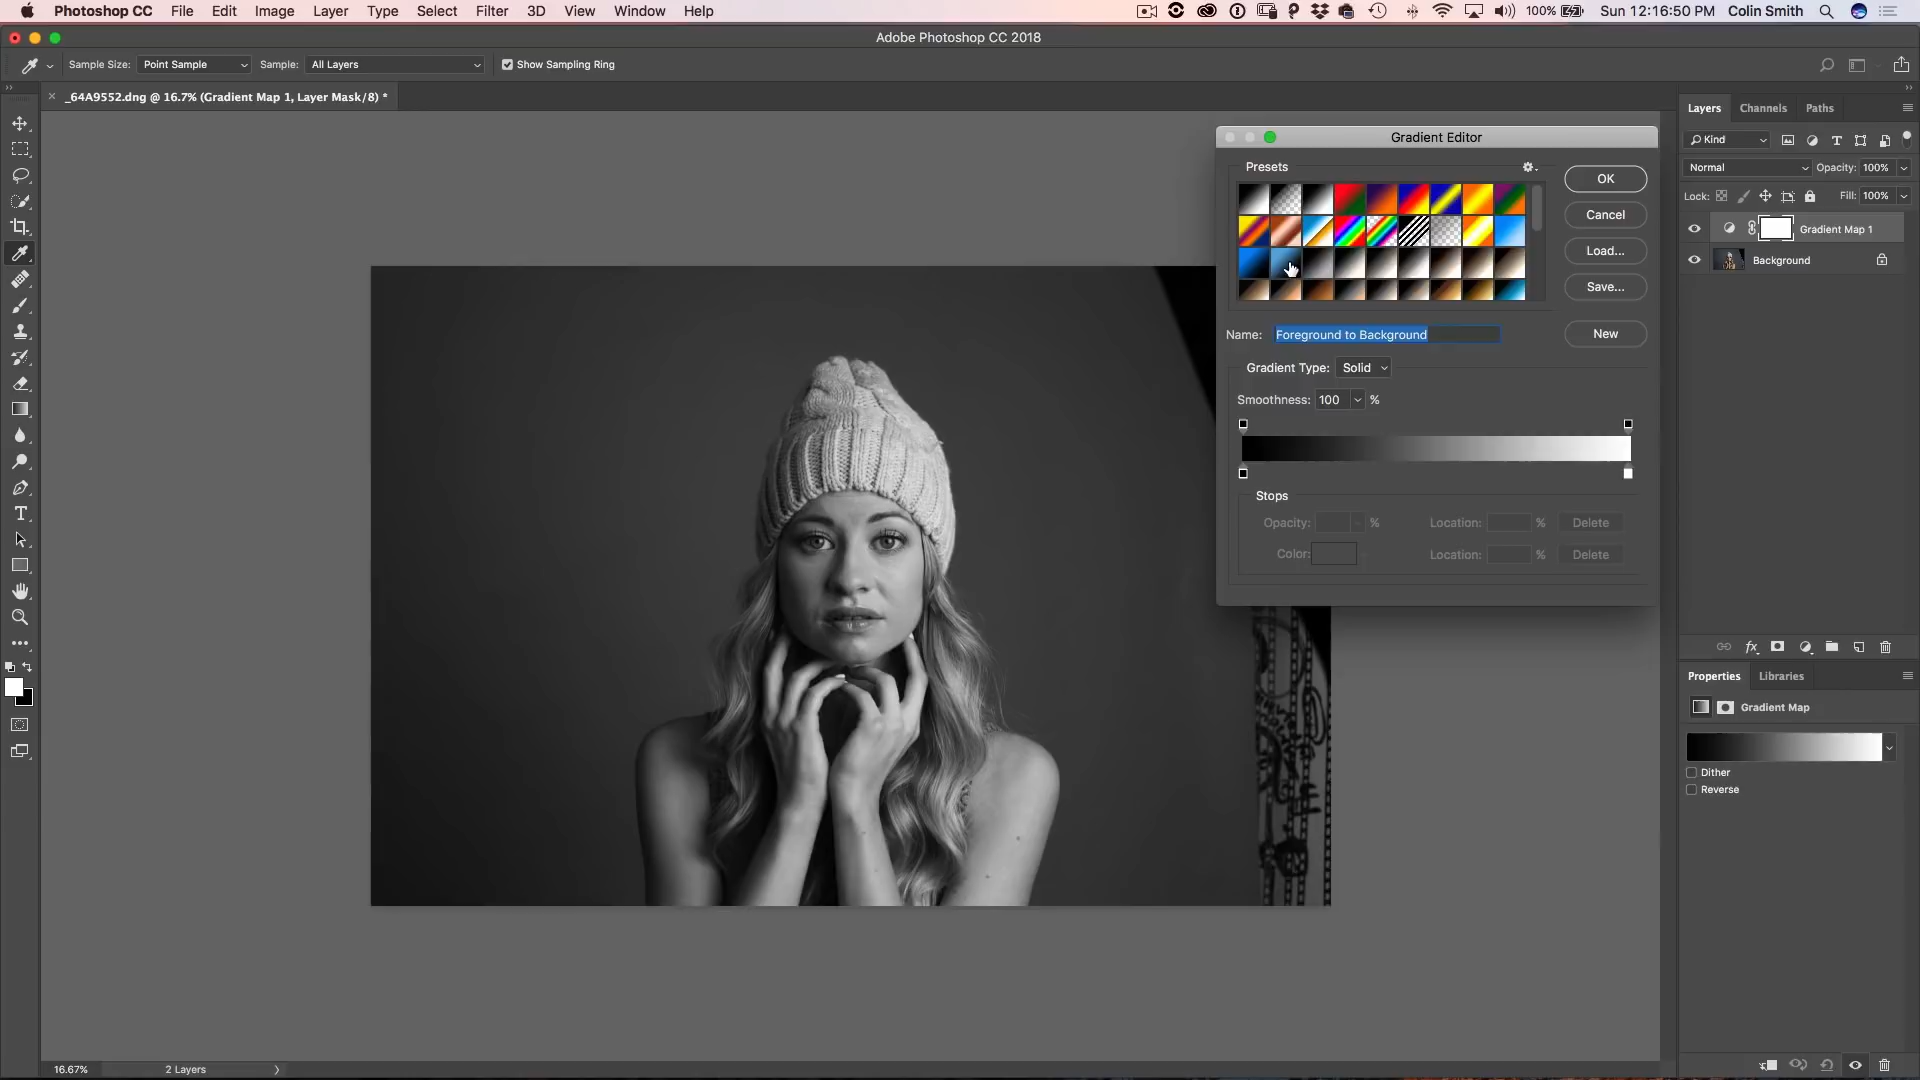 Photoshop CC File Edit Image Layer Type Select Filter 3D View Window Help 100% Sun 12:16:50 PM Colin Smith
Adobe Photoshop CC 2018
Sample Size: Point Sample Sample: All Layers Show Sampling Ring
_64A9552.dng @ 16.7% (Gradient Map 1, Layer Mask/8) *
Layers Channels Paths
Kind
Normal Opacity: 100%
Lock: Fill: 100%
Gradient Map 1
Background
Gradient Editor
Presets
OK
Cancel
Load...
Save...
Name: Foreground to Background New
Gradient Type: Solid
Smoothness: 100 %
Stops
Opacity: % Location: % Delete
Color: Location: % Delete
fx
Properties Libraries
Gradient Map
Dither
Reverse
16.67% 2 Layers